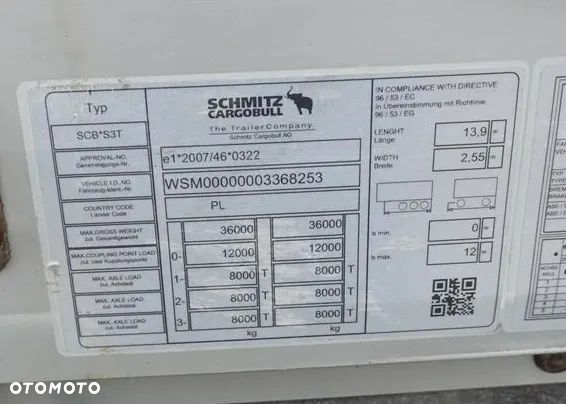 Typ
SCB*S3T
APPROVAL-NO.
Genehmigungs-Nr.
VEHICLE I.D. NO.
Fahrzeug-Ident.-Nr.
COUNTRY CODE
Länder Code
MAX.GROSS WEIGHT
zul. Gesamtgewicht
MAX.COUPLING POINT LOAD
zul. Last Kupplungspunkt
MAX. AXLE LOAD
zul. Achslast
MAX. AXLE LOAD
zul. Achslast
MAX. AXLE LOAD
zul. Achslast
SCHMITZ
CARGOBULL
The TrailerCompany
Schmitz Cargobull AG
e1*2007/46*0322
WSM00000003368253
PL
36000 36000
0- 12000 12000
1- 8000 T 8000 T
2- 8000 T 8000 T
3- 8000 T 8000 T
kg kg
IN COMPLIANCE WITH DIRECTIVE
96 / 53 / EC
in Übereinstimmung mit Richtlinie
96 / 53 / EG
LENGHT
Länge
13,9 m
WIDTH
Breite
2,55 m
b min. 0 m
b max. 12 m
OTOMOTO
OTOMOTO